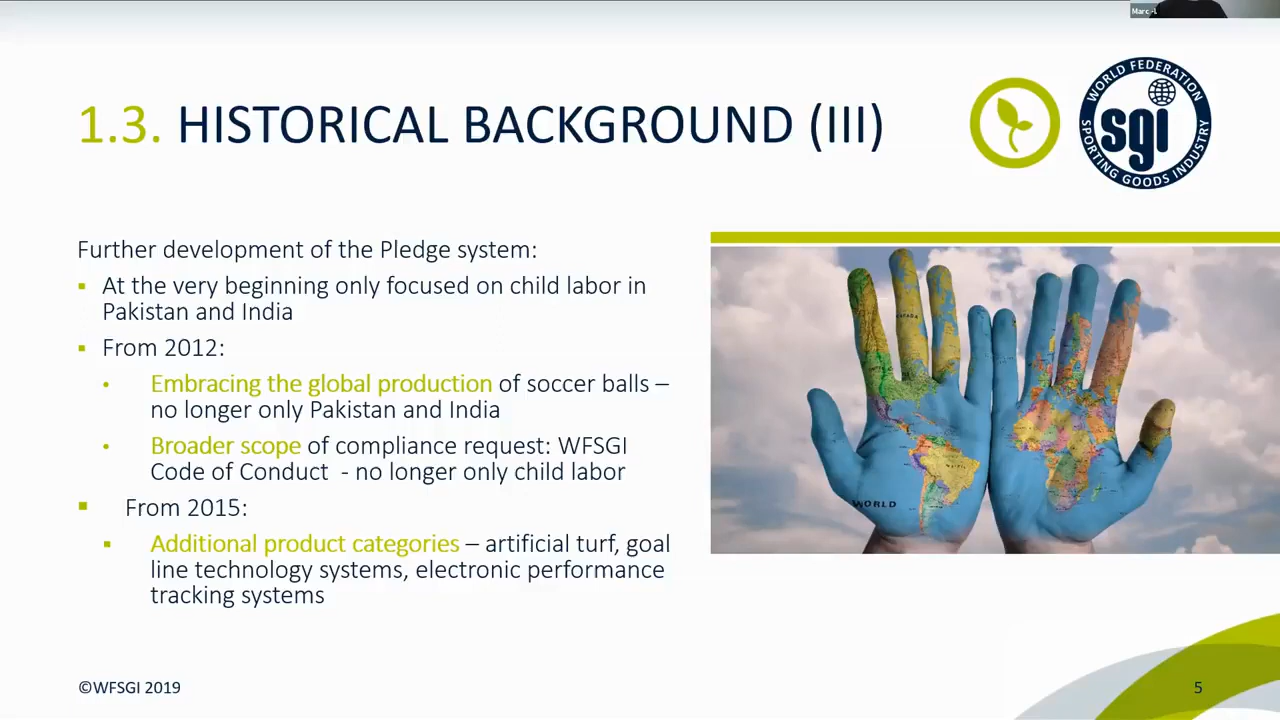 Marc -L
1.3. HISTORICAL BACKGROUND (III)
WORLD FEDERATION
sgi
SPORTING GOODS INDUSTRY
Further development of the Pledge system:
▪ At the very beginning only focused on child labor in
Pakistan and India
▪ From 2012:
• Embracing the global production of soccer balls –
no longer only Pakistan and India
• Broader scope of compliance request: WFSGI
Code of Conduct - no longer only child labor
▪ From 2015:
▪ Additional product categories – artificial turf, goal
line technology systems, electronic performance
tracking systems
WORLD
©WFSGI 2019
5